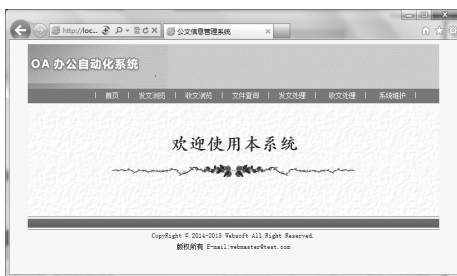 http://loc...
公文信息管理系统
OA 办公自动化系统
| 首页 | 发文浏览 | 收文浏览 | 文件查询 | 发文处理 | 收文处理 | 系统维护 |
欢迎使用本系统
CopyRight © 2014-2015 Websoft All Right Reserved.
版权所有 E-mail:webmaster@test.com